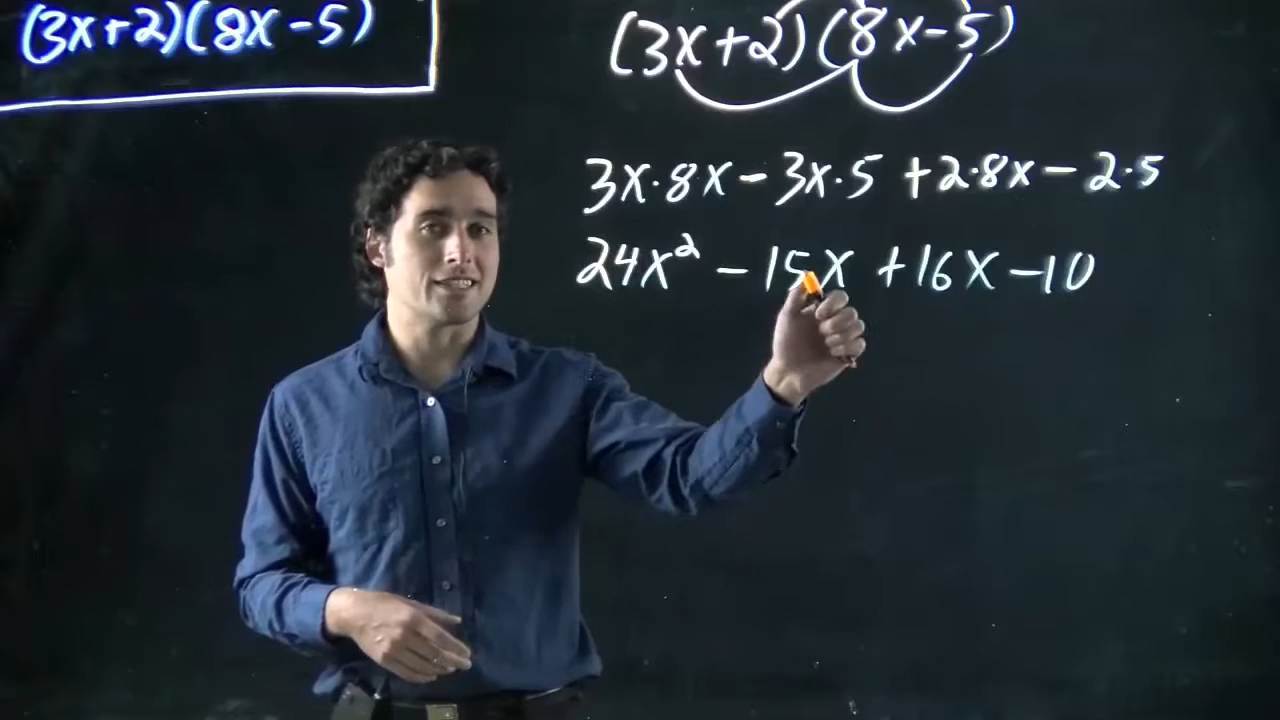 (3x+2)(8x-5)
(3x+2)(8x-5)
3x·8x - 3x·5 +2·8x - 2·5
24x² - 15x +16x -10